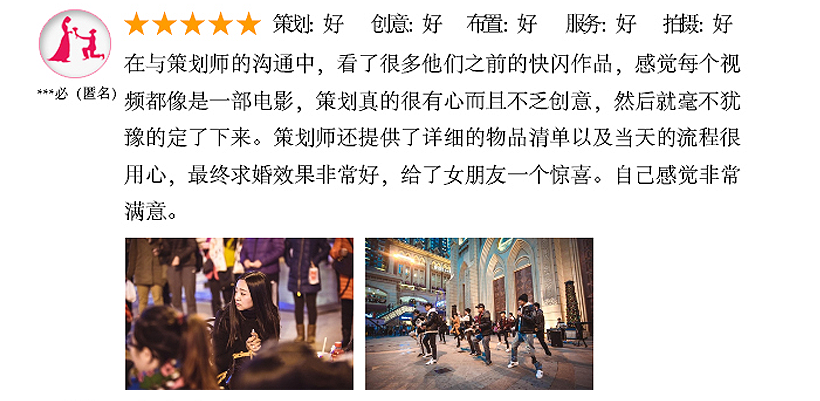 策划: 好 创意: 好 布置: 好 服务: 好 拍摄: 好
在与策划师的沟通中，看了很多他们之前的快闪作品，感觉每个视
***必（匿名）
频都像是一部电影，策划真的很有心而且不乏创意，然后就毫不犹
豫的定了下来。策划师还提供了详细的物品清单以及当天的流程很
用心，最终求婚效果非常好，给了女朋友一个惊喜。自己感觉非常
满意。